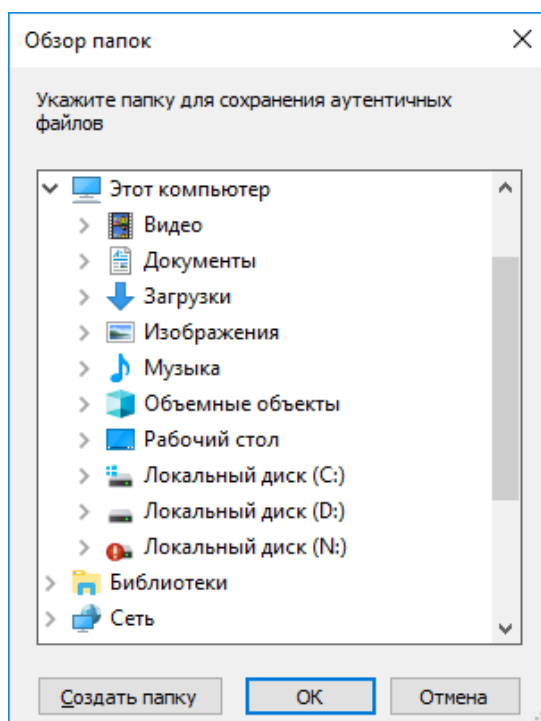 Обзор папок
Укажите папку для сохранения аутентичных
файлов
Этот компьютер
Видео
Документы
Загрузки
Изображения
Музыка
Объемные объекты
Рабочий стол
Локальный диск (C:)
Локальный диск (D:)
Локальный диск (N:)
Библиотеки
Сеть
Создать папку ОК Отмена